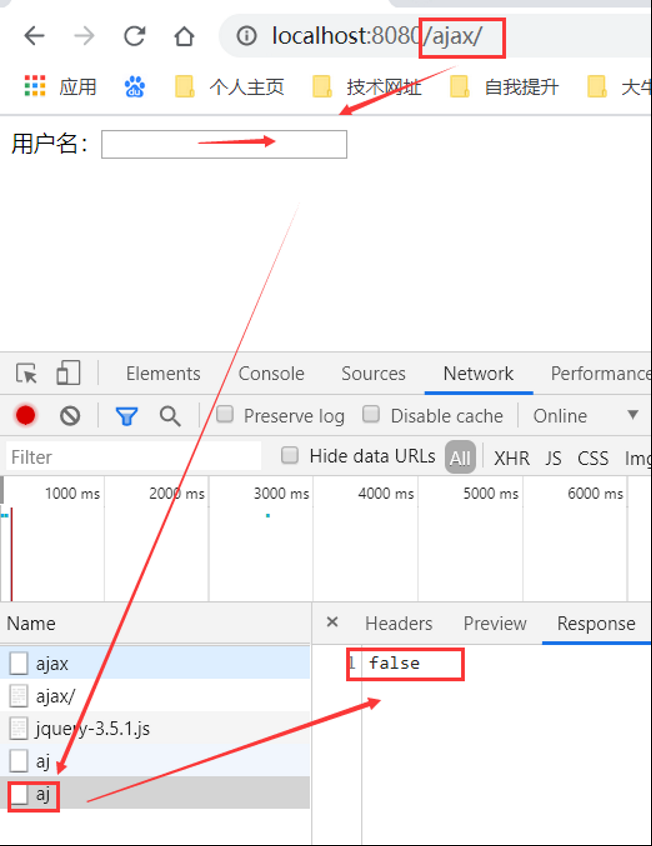 localhost:8080/ajax/
应用 个人主页 技术网址 自我提升 大牛
用户名：
Elements Console Sources Network Performance
Preserve log Disable cache Online
Filter Hide data URLs All XHR JS CSS Img
1000 ms 2000 ms 3000 ms 4000 ms 5000 ms 6000 ms
Name × Headers Preview Response
ajax 1 false
ajax/
jquery-3.5.1.js
aj
aj